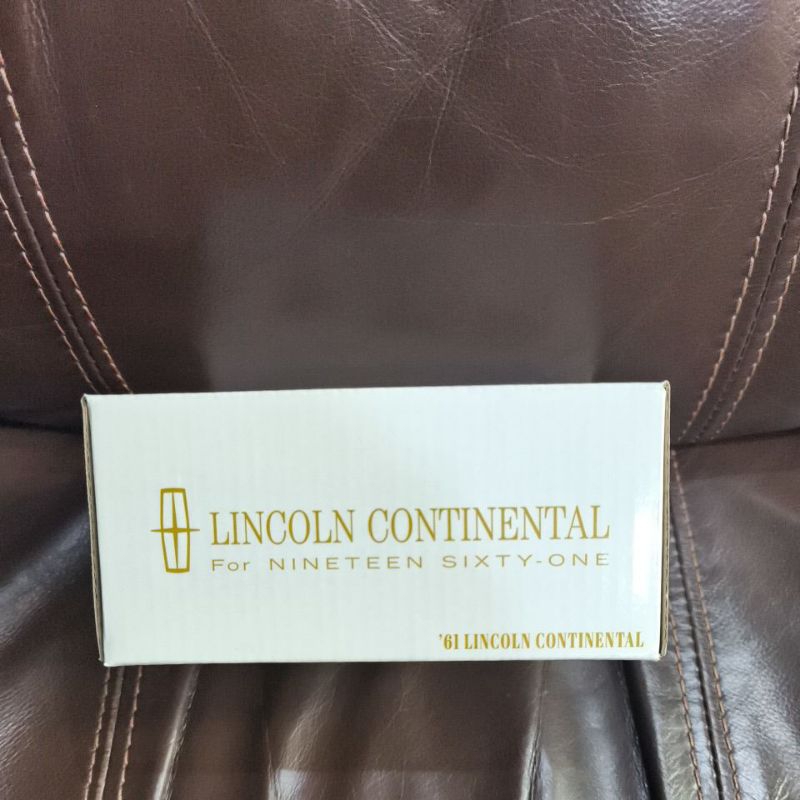 LINCOLN CONTINENTAL
For NINETEEN SIXTY-ONE
'61 LINCOLN CONTINENTAL